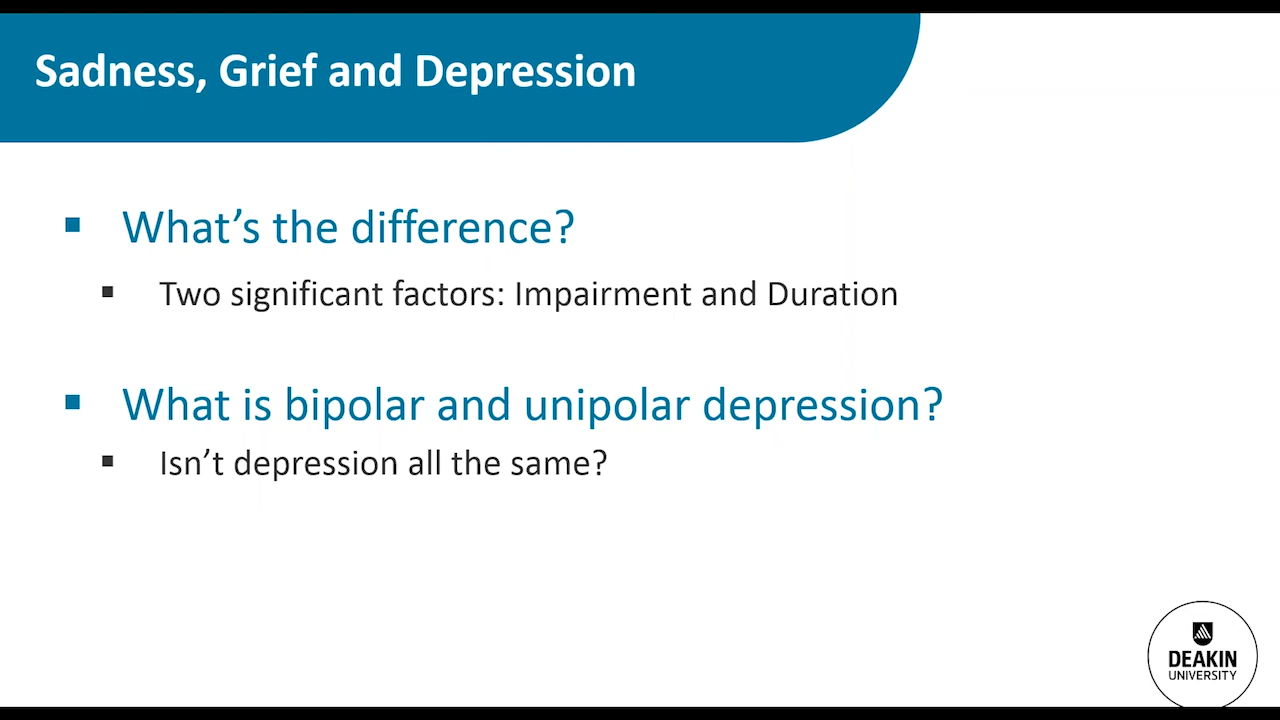 Sadness, Grief and Depression
What's the difference?
Two significant factors: Impairment and Duration
What is bipolar and unipolar depression?
Isn't depression all the same?
DEAKIN
UNIVERSITY